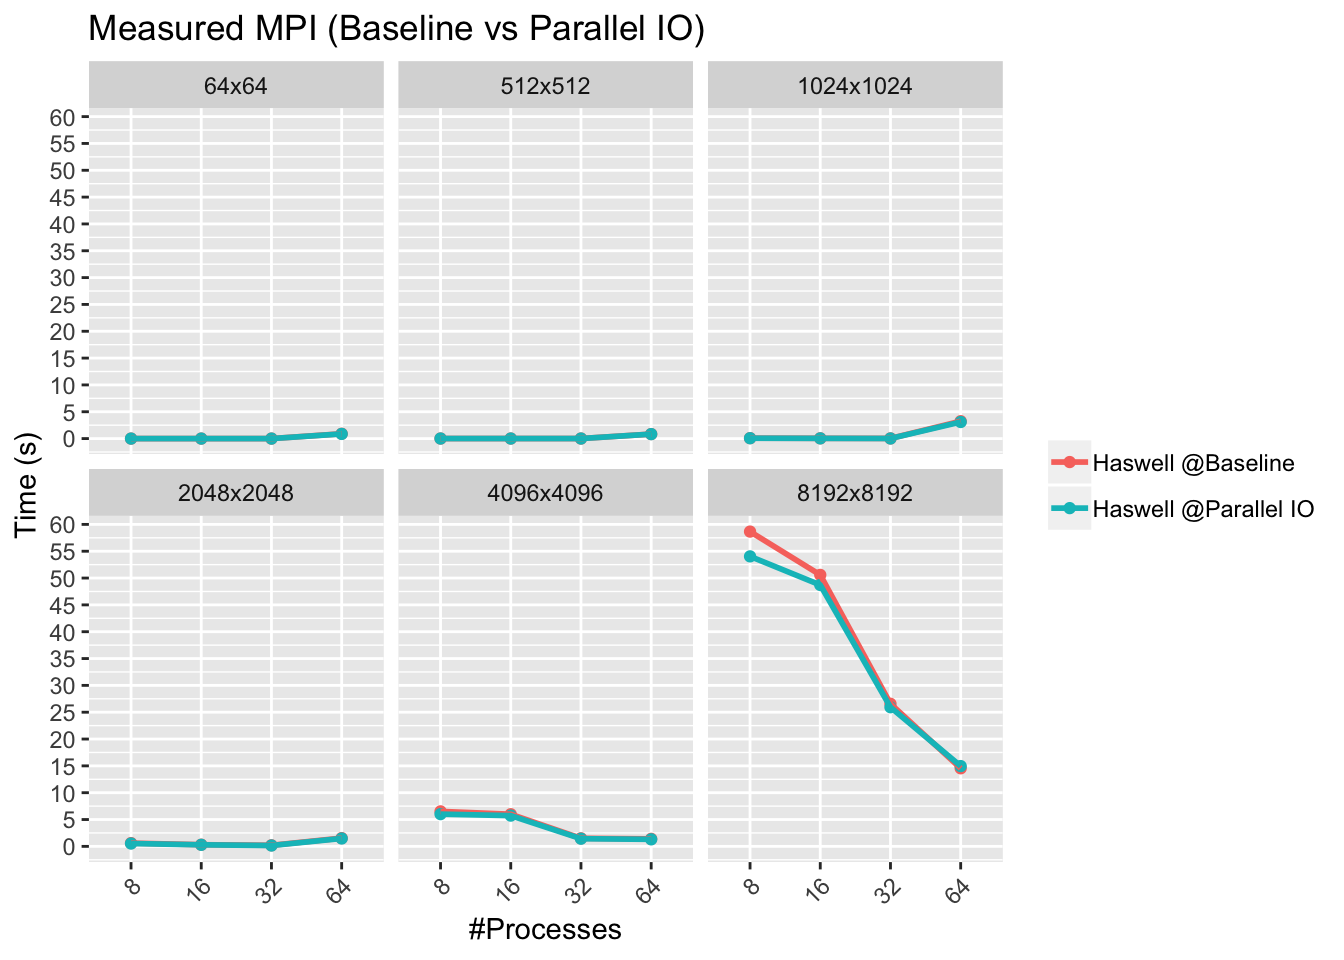 Measured MPI (Baseline vs Parallel IO)
64x64
512x512
1024x1024
60
55
50
45
40
35
30
25
20
15
10
5
0
Time (s)
2048x2048
4096x4096
8192x8192
60
55
50
45
40
35
30
25
20
15
10
5
0
8 16 32 64
8 16 32 64
8 16 32 64
#Processes
Haswell @Baseline
Haswell @Parallel IO